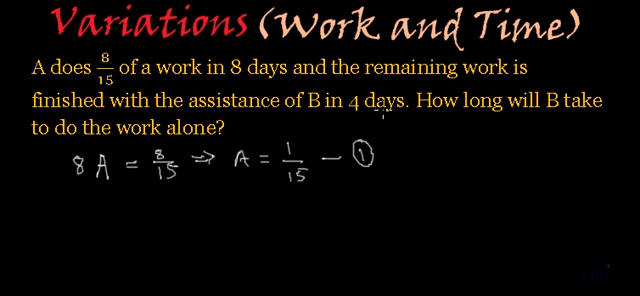 Variations (Work and Time)
A does 8/15 of a work in 8 days and the remaining work is
finished with the assistance of B in 4 days. How long will B take
to do the work alone?
8 A = 8/15 ⇒ A = 1/15 — ①